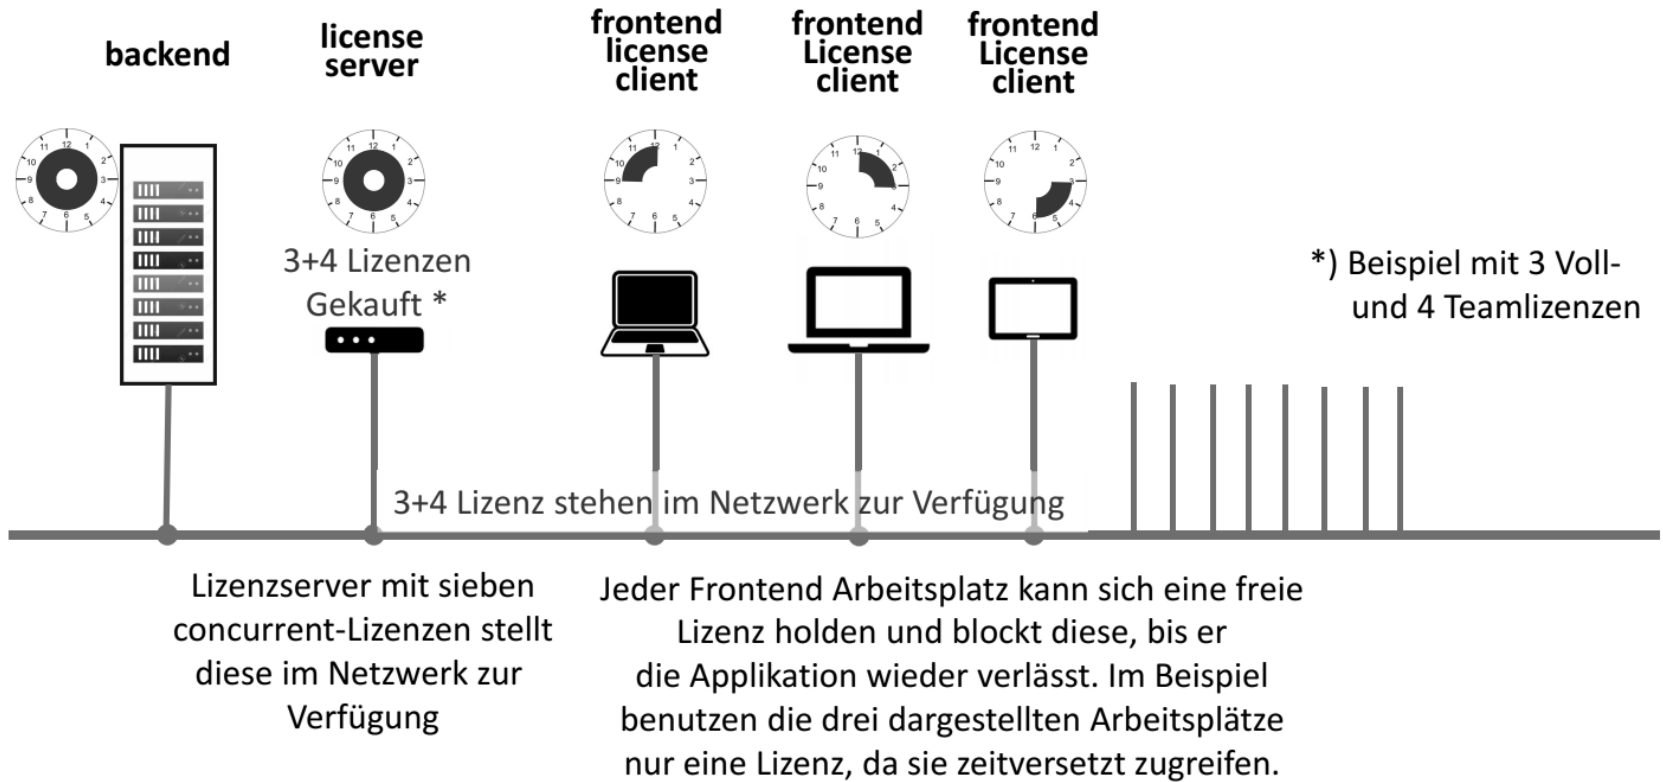 backend
license
server
frontend
license
client
frontend
License
client
frontend
License
client
3+4 Lizenzen
Gekauft *
*) Beispiel mit 3 Voll-
und 4 Teamlizenzen
3+4 Lizenz stehen im Netzwerk zur Verfügung
Lizenzserver mit sieben
concurrent-Lizenzen stellt
diese im Netzwerk zur
Verfügung
Jeder Frontend Arbeitsplatz kann sich eine freie
Lizenz holden und blockt diese, bis er
die Applikation wieder verlässt. Im Beispiel
benutzen die drei dargestellten Arbeitsplätze
nur eine Lizenz, da sie zeitversetzt zugreifen.